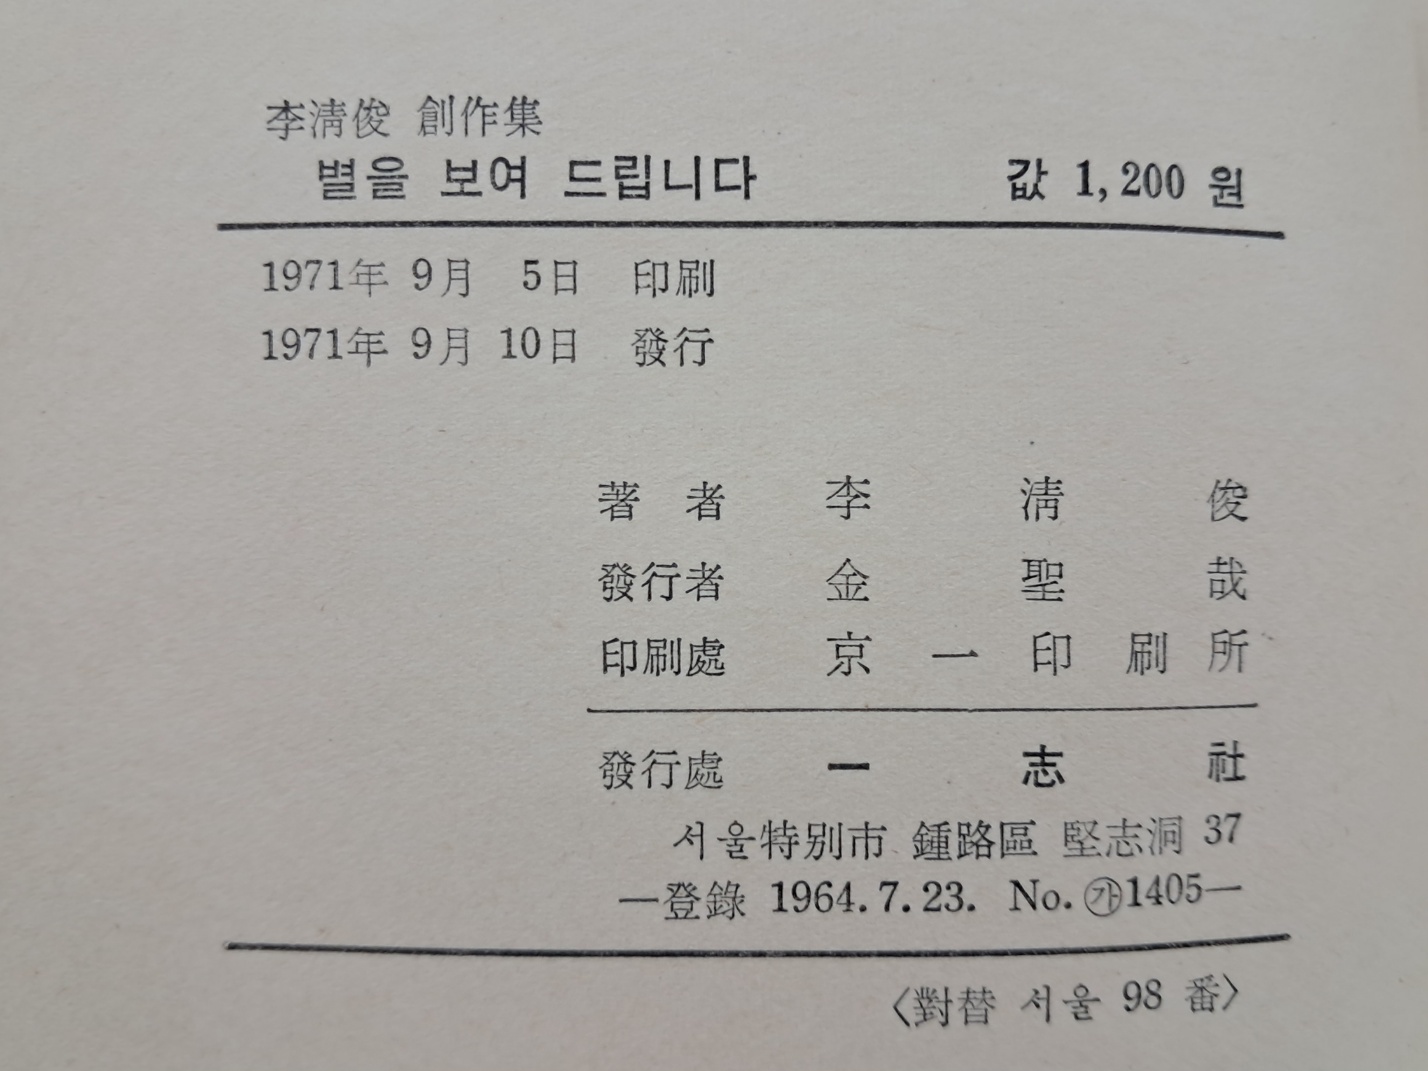 李淸俊 創作集
별을 보여 드립니다 값 1,200 원
1971年 9月 5日 印刷
1971年 9月 10日 發行
著 者 李 淸 俊
發行者 金 聖 哉
印刷處 京 一 印 刷 所
發行處 一 志 社
서울特別市 鍾路區 堅志洞 37
—登錄 1964. 7. 23. No. ㉮1405—
〈對替 서울 98 番〉